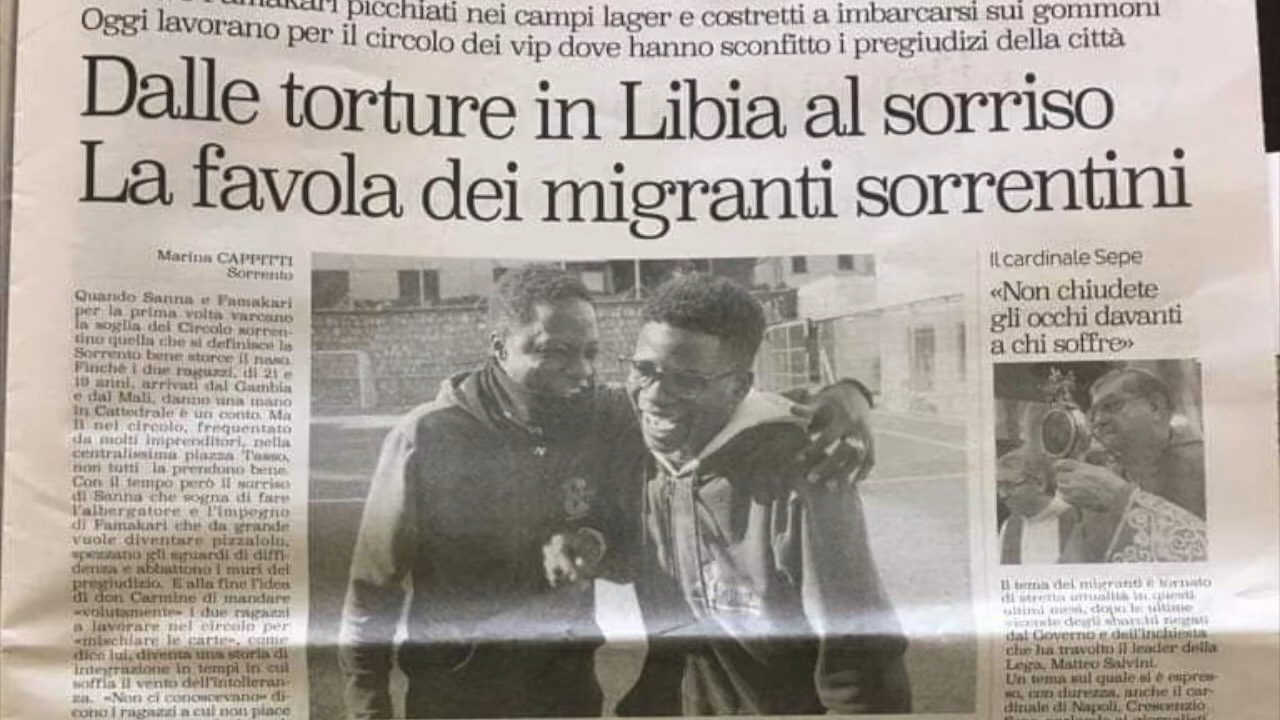 Famakari picchiati nei campi lager e costretti a imbarcarsi sui gommoni
Oggi lavorano per il circolo dei vip dove hanno sconfitto i pregiudizi della città
Dalle torture in Libia al sorriso
La favola dei migranti sorrentini
Marina CAPPITTI
Sorrento
Quando Sanna e Famakari
per la prima volta varcano
la soglia del Circolo sorren-
tino quella che si definisce la
Sorrento bene storce il naso.
Finché i due ragazzi, di 21 e
19 anni, arrivati dal Gambia
e dal Mali, danno una mano
in Cattedrale è un conto. Ma
lì nel circolo, frequentato
da molti imprenditori, nella
centralissima piazza Tasso,
non tutti la prendono bene.
Con il tempo però il sorriso
di Sanna che sogna di fare
l'albergatore e l'impegno
di Famakari che da grande
vuole diventare pizzaiolo,
spezzano gli sguardi di diffi-
denza e abbattono i muri del
pregiudizio. E alla fine l'idea
di don Carmine di mandare
«volutamente» i due ragazzi
a lavorare nel circolo per
«mischiare le carte», come
dice lui, diventa una storia di
integrazione in tempi in cui
soffia il vento dell'intolleran-
za. «Non ci conoscevano» di-
cono i ragazzi a cui non piace
Il cardinale Sepe
«Non chiudete
gli occhi davanti
a chi soffre»
Il tema dei migranti è tornato
di stretta attualità in questi
ultimi mesi, dopo le ultime
vicende degli sbarchi negati
dal Governo e dell'inchiesta
che ha travolto il leader della
Lega, Matteo Salvini.
Un tema sul quale si è espres-
so, con durezza, anche il car-
dinale di Napoli, Crescenzio